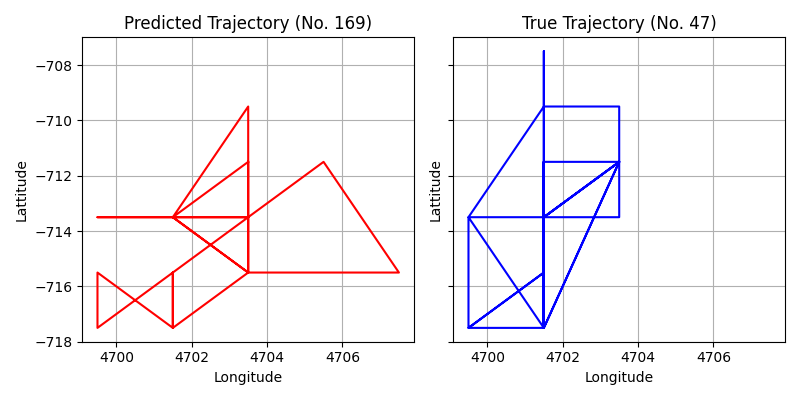 Predicted Trajectory (No. 169)
True Trajectory (No. 47)
Lattitude
−708
−710
−712
−714
−716
−718
4700
4702
4704
4706
Longitude
Lattitude
4700
4702
4704
4706
Longitude